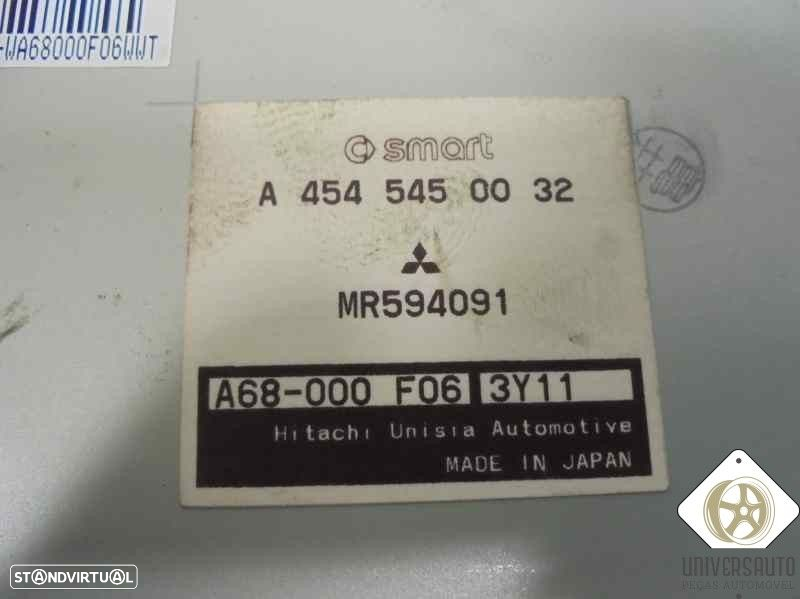 -WA68000F06WWT
smart
A 454 545 00 32
MR594091
A68-000 F06 3Y11
Hitachi Unisia Automotive
MADE IN JAPAN
UNIVERSAUTO
PEÇAS AUTOMÓVEL
STANDVIRTUAL